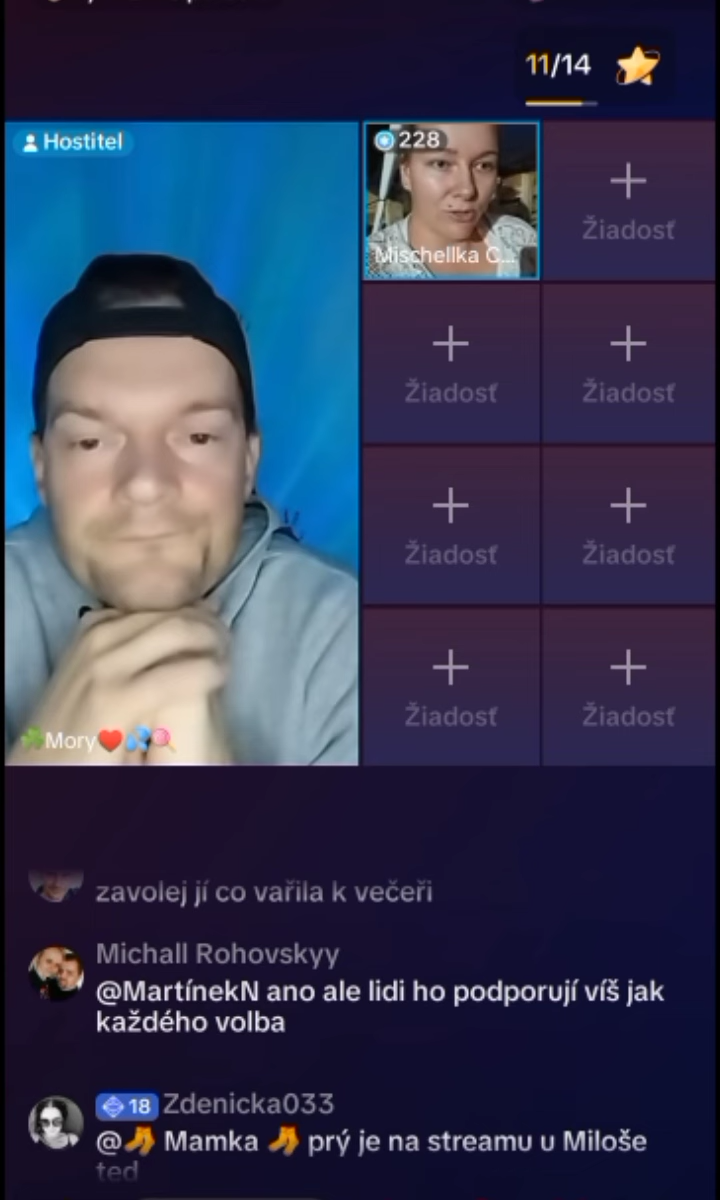 11/14
Hostitel
228
Mischellka C...
Žiadosť
Žiadosť
Žiadosť
Žiadosť
Žiadosť
Žiadosť
Žiadosť
☘️Mory❤️💦🍭
zavolej jí co vařila k večeři
Michall Rohovskyy
@MartínekN ano ale lidi ho podporují víš jak
každého volba
18 Zdenicka033
@🧦 Mamka 🧦 prý je na streamu u Miloše
ted